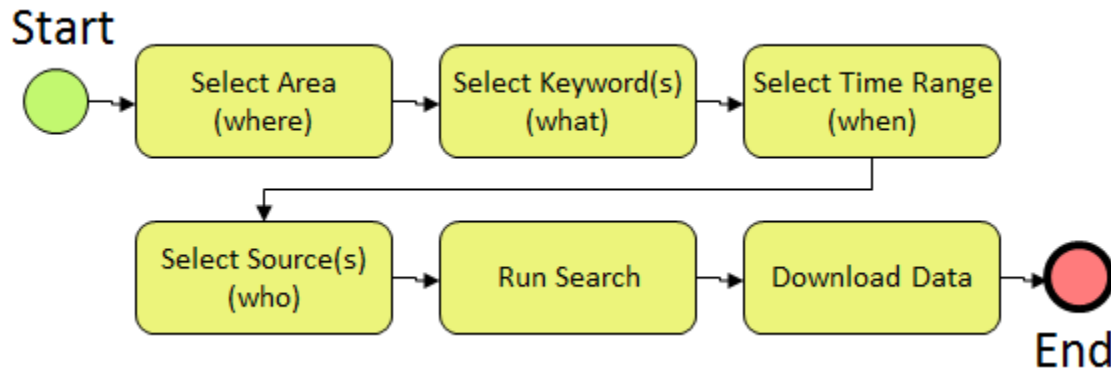 Start
Select Area
(where)
Select Keyword(s)
(what)
Select Time Range
(when)
Select Source(s)
(who)
Run Search
Download Data
End